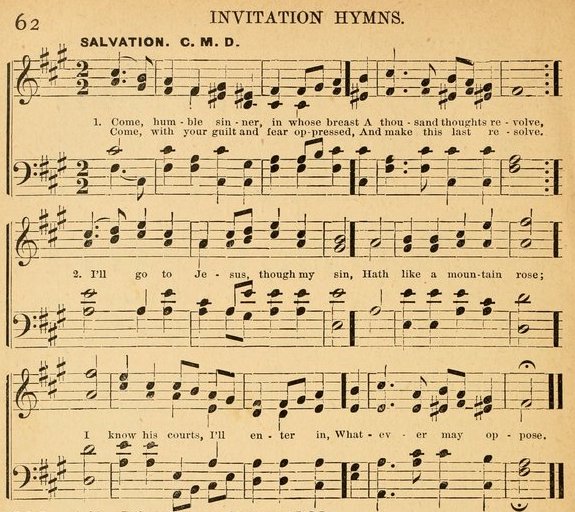 62
INVITATION HYMNS.
SALVATION. C. M. D.
1. Come, hum - ble sin - ner, in whose breast A thou - sand thoughts re - volve,
Come, with your guilt and fear op-pressed, And make this last re - solve.
2. I'll go to Je - sus, though my sin, Hath like a moun-tain rose;
I know his courts, I'll en - ter in, What - ev - er may op - pose.